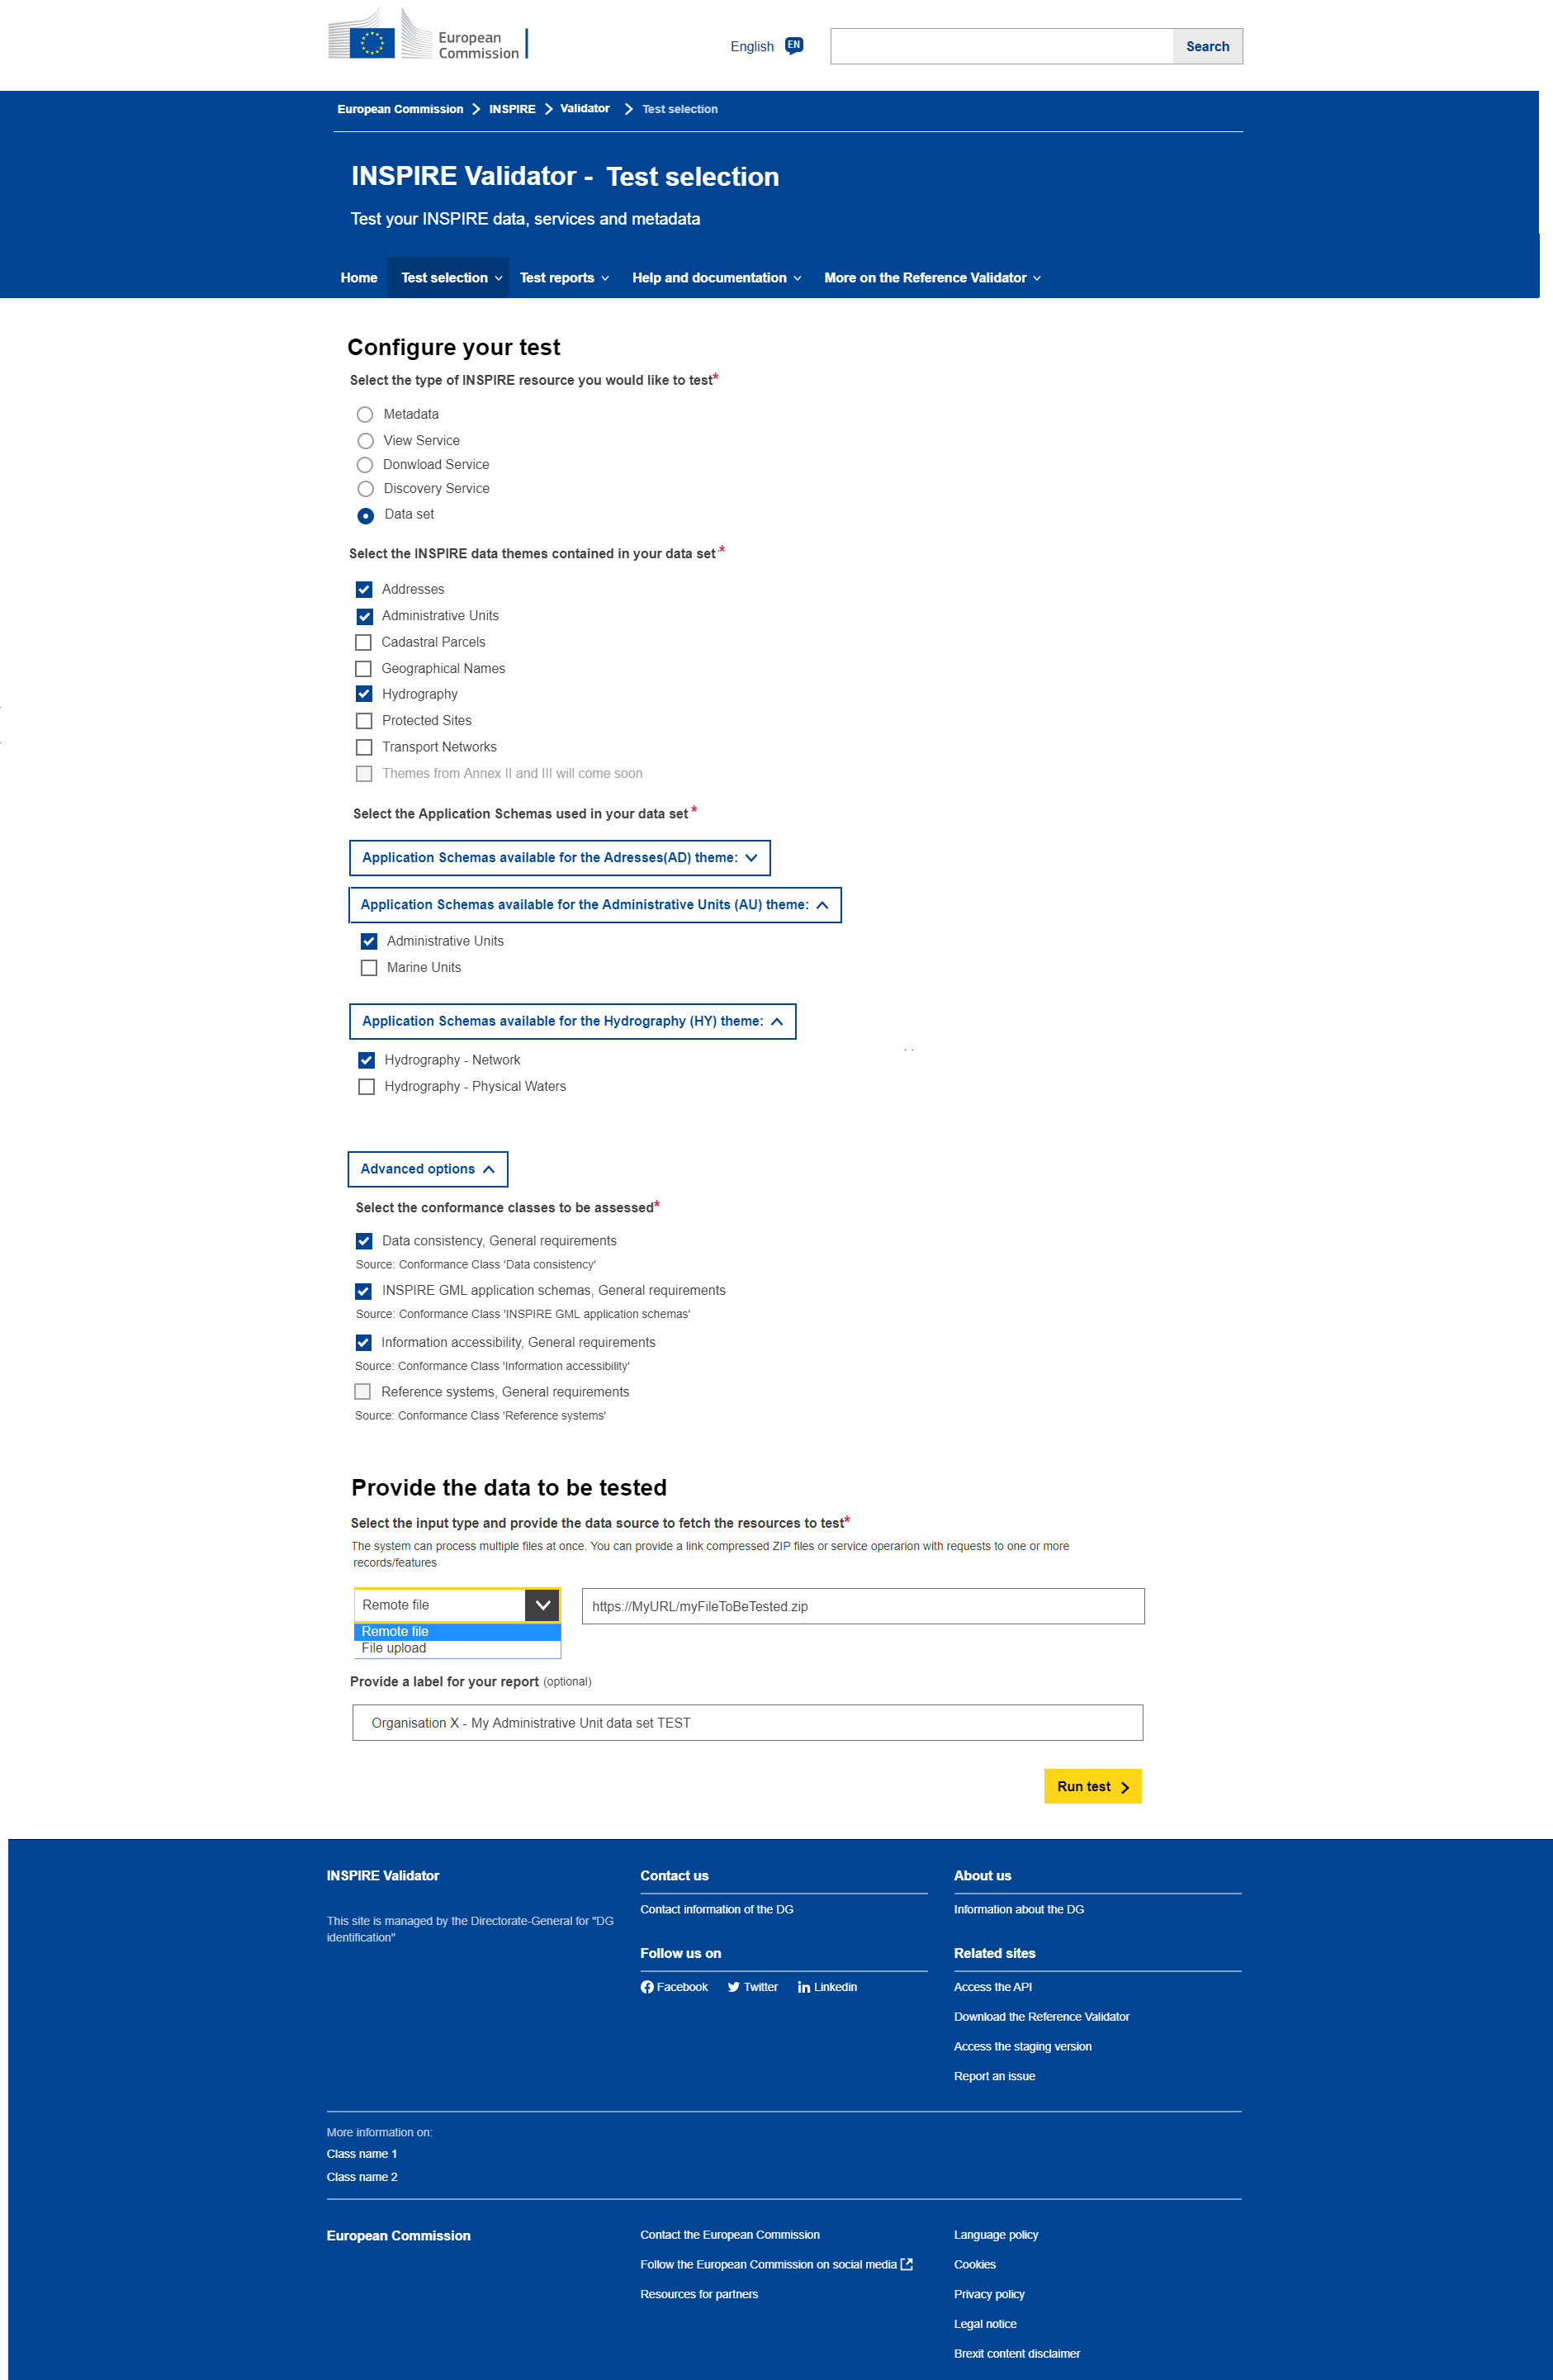 European
Commission
English EN
Search
European Commission INSPIRE Validator Test selection
INSPIRE Validator - Test selection
Test your INSPIRE data, services and metadata
Home Test selection Test reports Help and documentation More on the Reference Validator
Configure your test
Select the type of INSPIRE resource you would like to test*
Metadata
View Service
Donwload Service
Discovery Service
Data set
Select the INSPIRE data themes contained in your data set *
Addresses
Administrative Units
Cadastral Parcels
Geographical Names
Hydrography
Protected Sites
Transport Networks
Themes from Annex II and III will come soon
Select the Application Schemas used in your data set *
Application Schemas available for the Adresses(AD) theme:
Application Schemas available for the Administrative Units (AU) theme:
Administrative Units
Marine Units
Application Schemas available for the Hydrography (HY) theme:
Hydrography - Network
Hydrography - Physical Waters
Advanced options
Select the conformance classes to be assessed*
Data consistency, General requirements
Source: Conformance Class 'Data consistency'
INSPIRE GML application schemas, General requirements
Source: Conformance Class 'INSPIRE GML application schemas'
Information accessibility, General requirements
Source: Conformance Class 'Information accessibility'
Reference systems, General requirements
Source: Conformance Class 'Reference systems'
Provide the data to be tested
Select the input type and provide the data source to fetch the resources to test*
The system can process multiple files at once. You can provide a link compressed ZIP files or service operarion with requests to one or more
records/features
Remote file https://MyURL/myFileToBeTested.zip
Remote file
File upload
Provide a label for your report (optional)
Organisation X - My Administrative Unit data set TEST
Run test
INSPIRE Validator Contact us About us
Contact information of the DG Information about the DG
This site is managed by the Directorate-General for "DG
identification"
Follow us on Related sites
Facebook Twitter Linkedin Access the API
Download the Reference Validator
Access the staging version
Report an issue
More information on:
Class name 1
Class name 2
European Commission Contact the European Commission Language policy
Follow the European Commission on social media Cookies
Resources for partners Privacy policy
Legal notice
Brexit content disclaimer